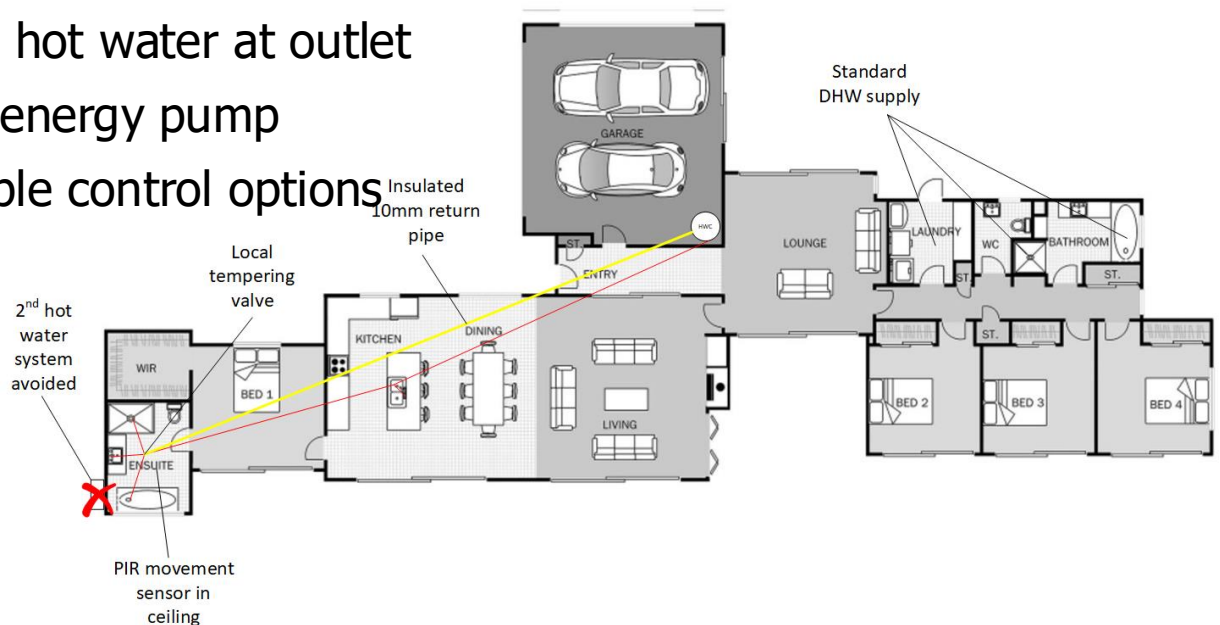 hot water at outlet
energy pump
ble control options
Insulated
10mm return
pipe
Standard
DHW supply
Local
tempering
valve
2nd hot
water
system
avoided
PIR movement
sensor in
ceiling
GARAGE
HWC
ST.
ENTRY
LOUNGE
LAUNDRY
WC
BATHROOM
ST.
ST.
ST.
KITCHEN
DINING
LIVING
WIR
BED 1
ENSUITE
BED 2
BED 3
BED 4